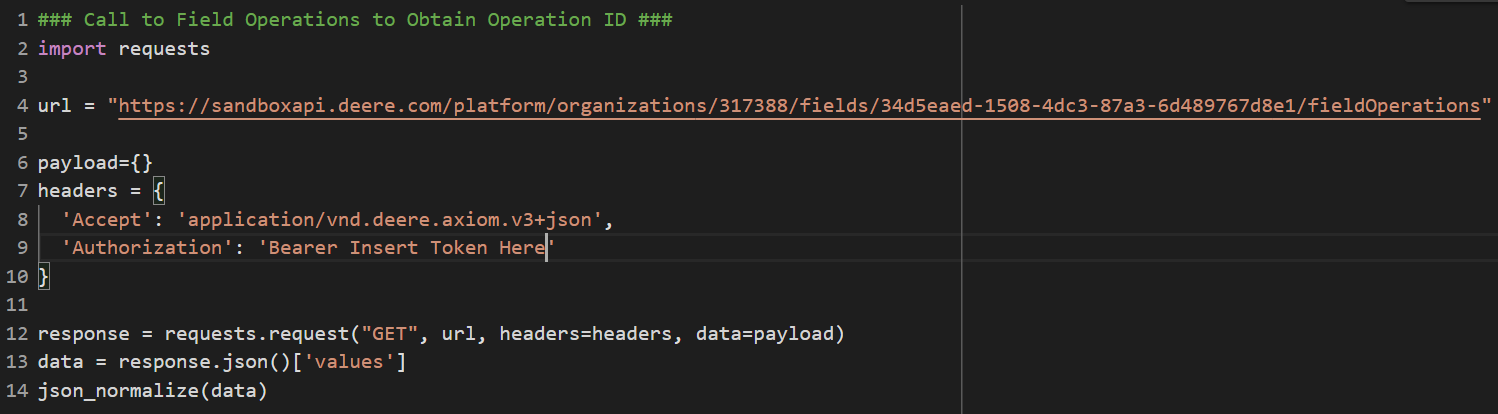 1 ### Call to Field Operations to Obtain Operation ID ###
2 import requests
3
4 url = "https://sandboxapi.deere.com/platform/organizations/317388/fields/34d5eaed-1508-4dc3-87a3-6d489767d8e1/fieldOperations"
5
6 payload={}
7 headers = {
8   'Accept': 'application/vnd.deere.axiom.v3+json',
9   'Authorization': 'Bearer Insert Token Here'
10 }
11
12 response = requests.request("GET", url, headers=headers, data=payload)
13 data = response.json()['values']
14 json_normalize(data)